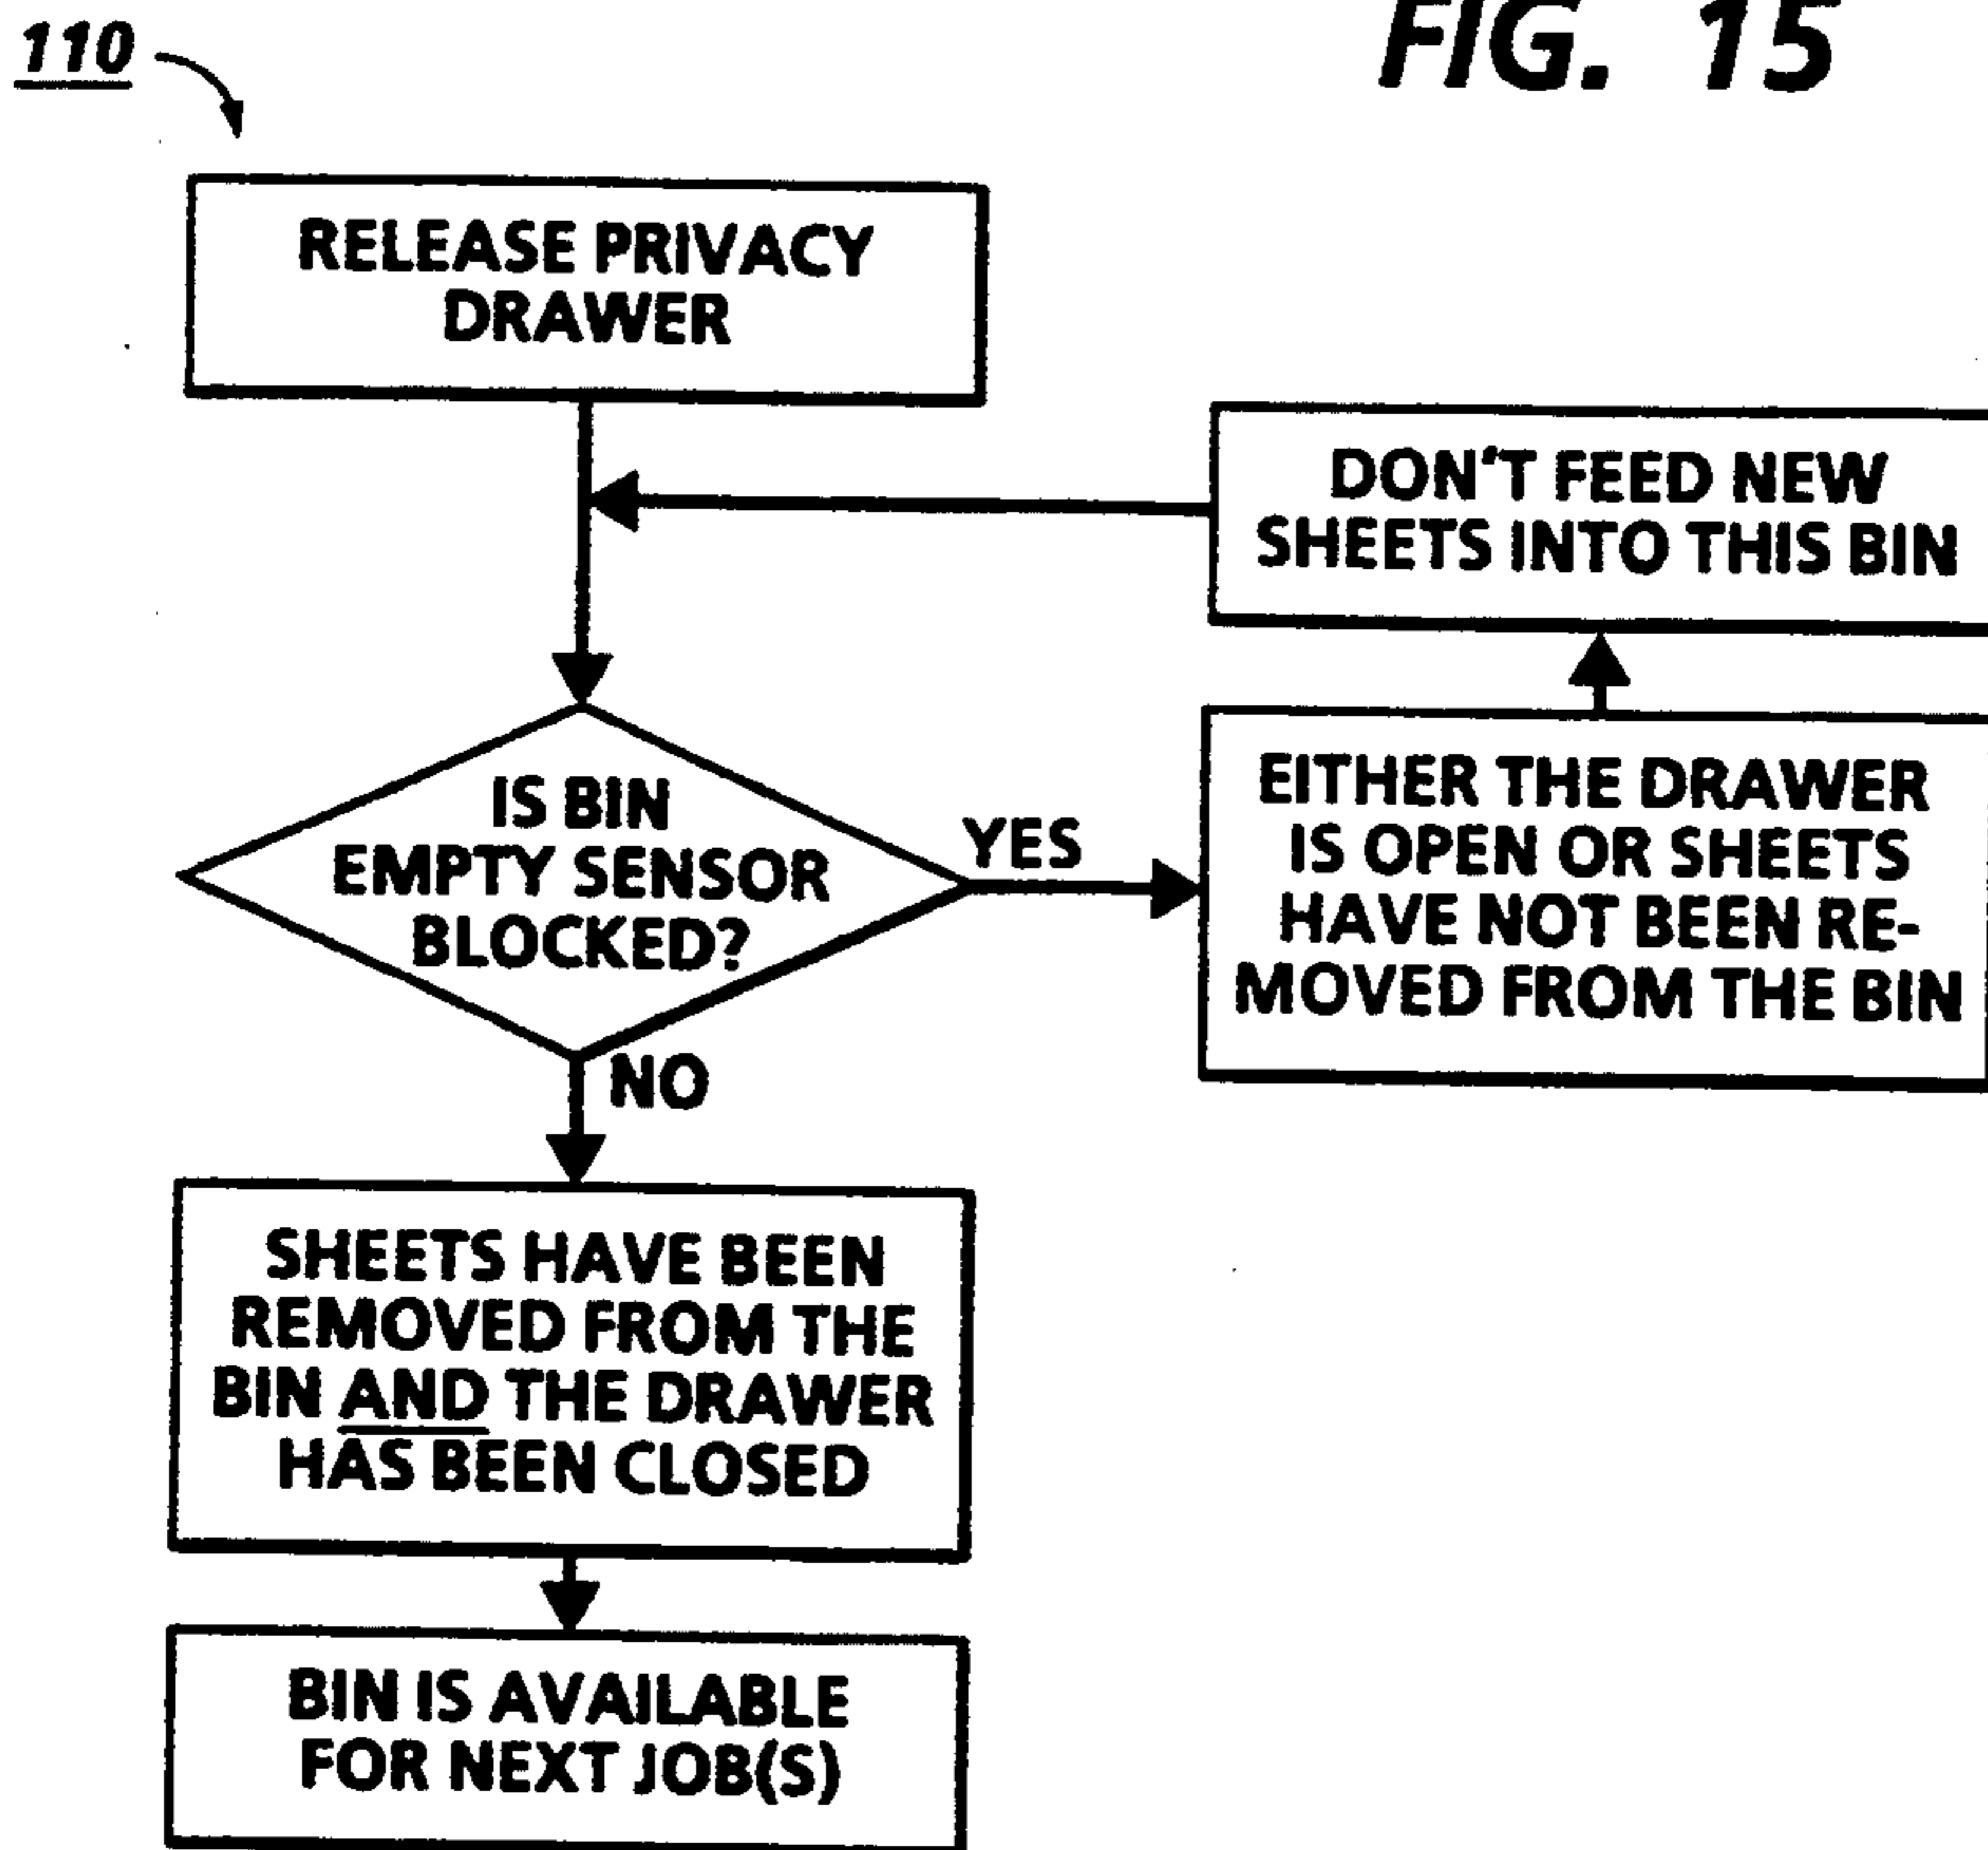 110
FIG. 15
RELEASE PRIVACY
DRAWER
DON'T FEED NEW
SHEETS INTO THIS BIN
IS BIN
EMPTY SENSOR
BLOCKED?
YES
EITHER THE DRAWER
IS OPEN OR SHEETS
HAVE NOT BEEN RE-
MOVED FROM THE BIN
NO
SHEETS HAVE BEEN
REMOVED FROM THE
BIN AND THE DRAWER
HAS BEEN CLOSED
BIN IS AVAILABLE
FOR NEXT JOB(S)